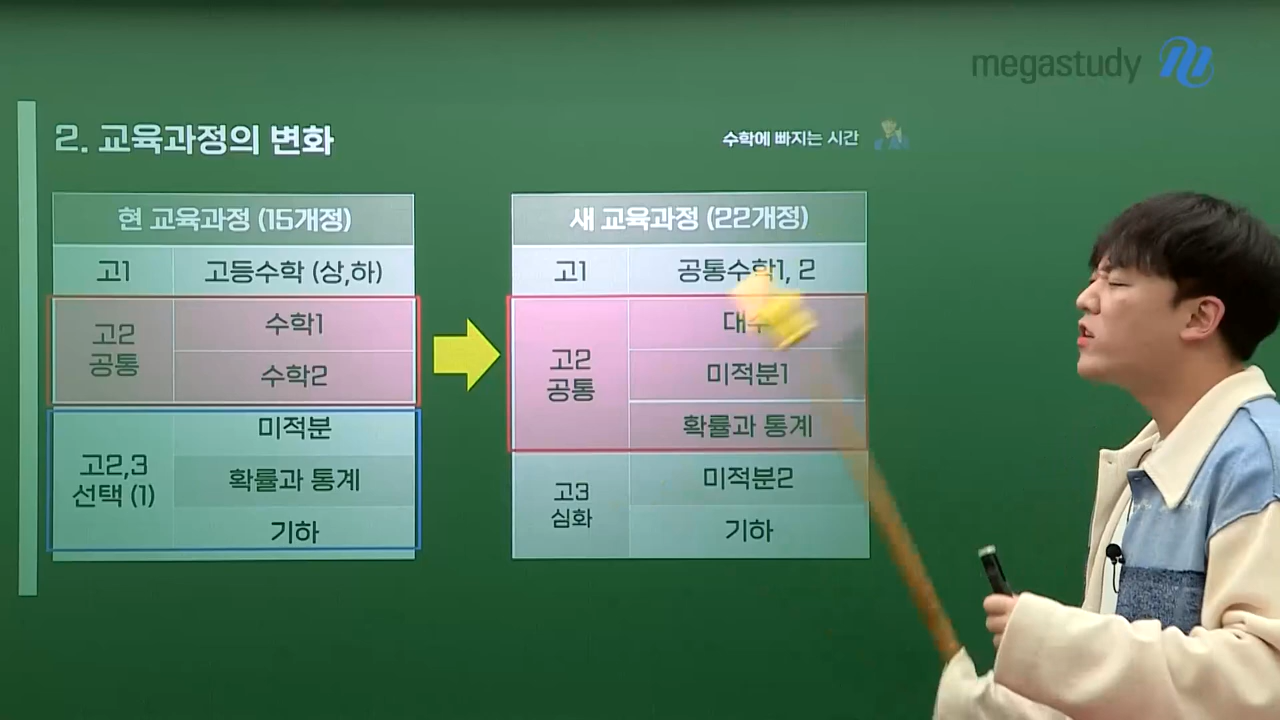 megastudy
2. 교육과정의 변화
수학에 빠지는 시간
현 교육과정 (15개정)
고1
고등수학 (상,하)
고2
공통
수학1
수학2
고2,3
선택 (1)
미적분
확률과 통계
기하
새 교육과정 (22개정)
고1
공통수학1, 2
고2
공통
대수
미적분1
확률과 통계
고3
심화
미적분2
기하